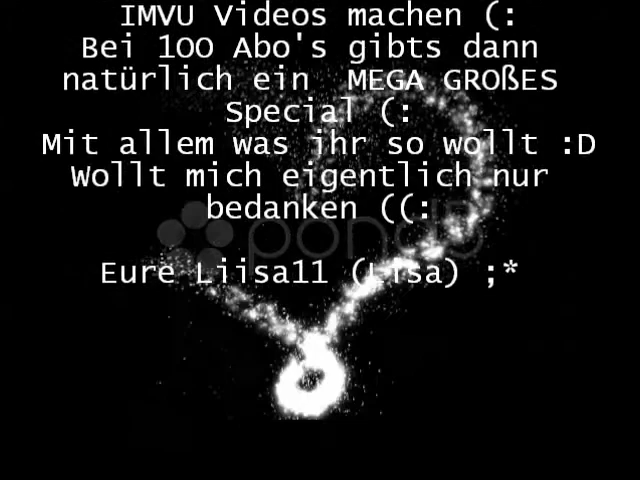 IMVU Videos machen (:
Bei 100 Abo's gibts dann
natürlich ein MEGA GROßES
Special (:
Mit allem was ihr so wollt :D
Wollt mich eigentlich nur
bedanken ((:
pond5
Eure Liisa11 (Lisa) ;*